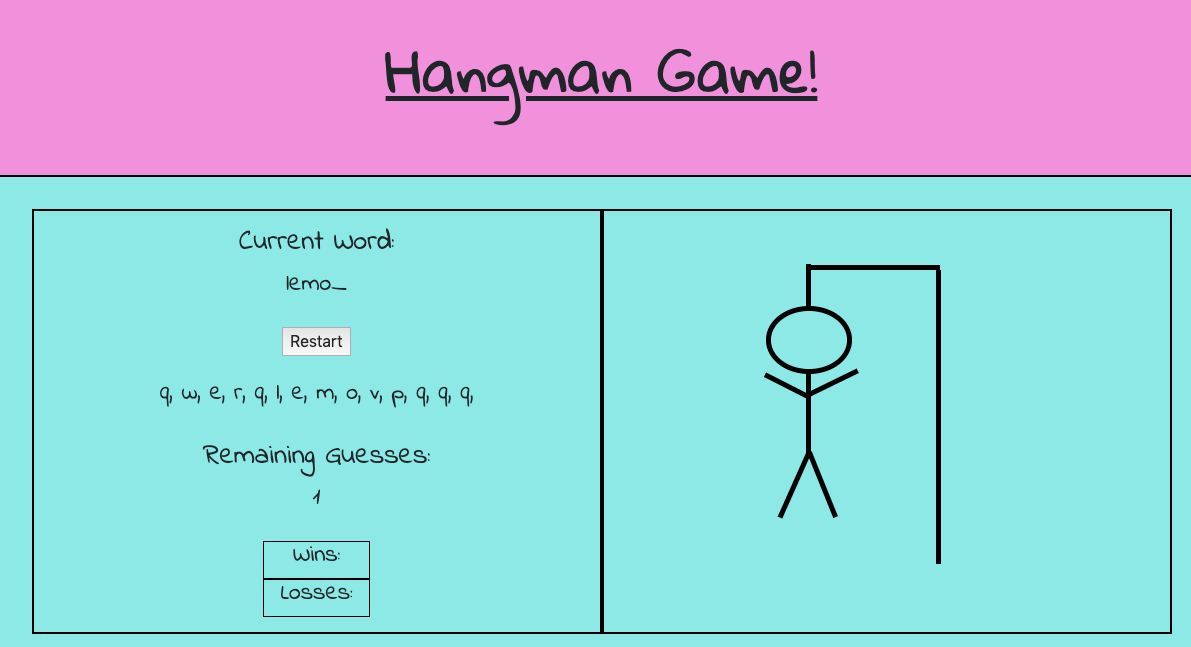 Hangman Game!
Current Word:
lemo_
Restart
q, w, e, r, q, l, e, m, o, v, p, q, q, q,
Remaining Guesses:
1
Wins:
Losses: